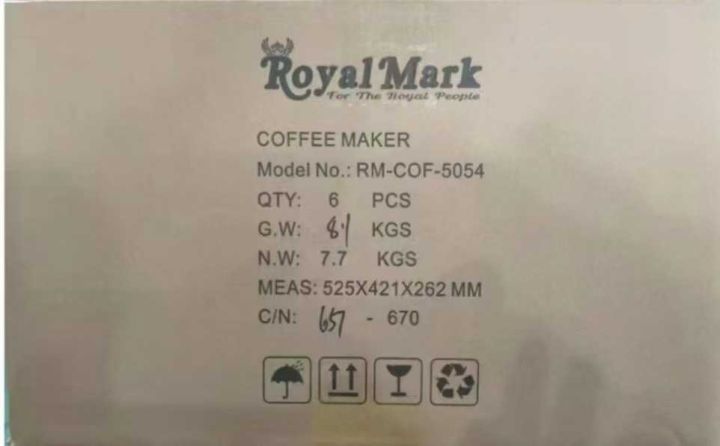 Royal Mark
For The Royal People
COFFEE MAKER
Model No.: RM-COF-5054
QTY: 6 PCS
G.W: 8.1 KGS
N.W: 7.7 KGS
MEAS: 525X421X262 MM
C/N: 657 - 670